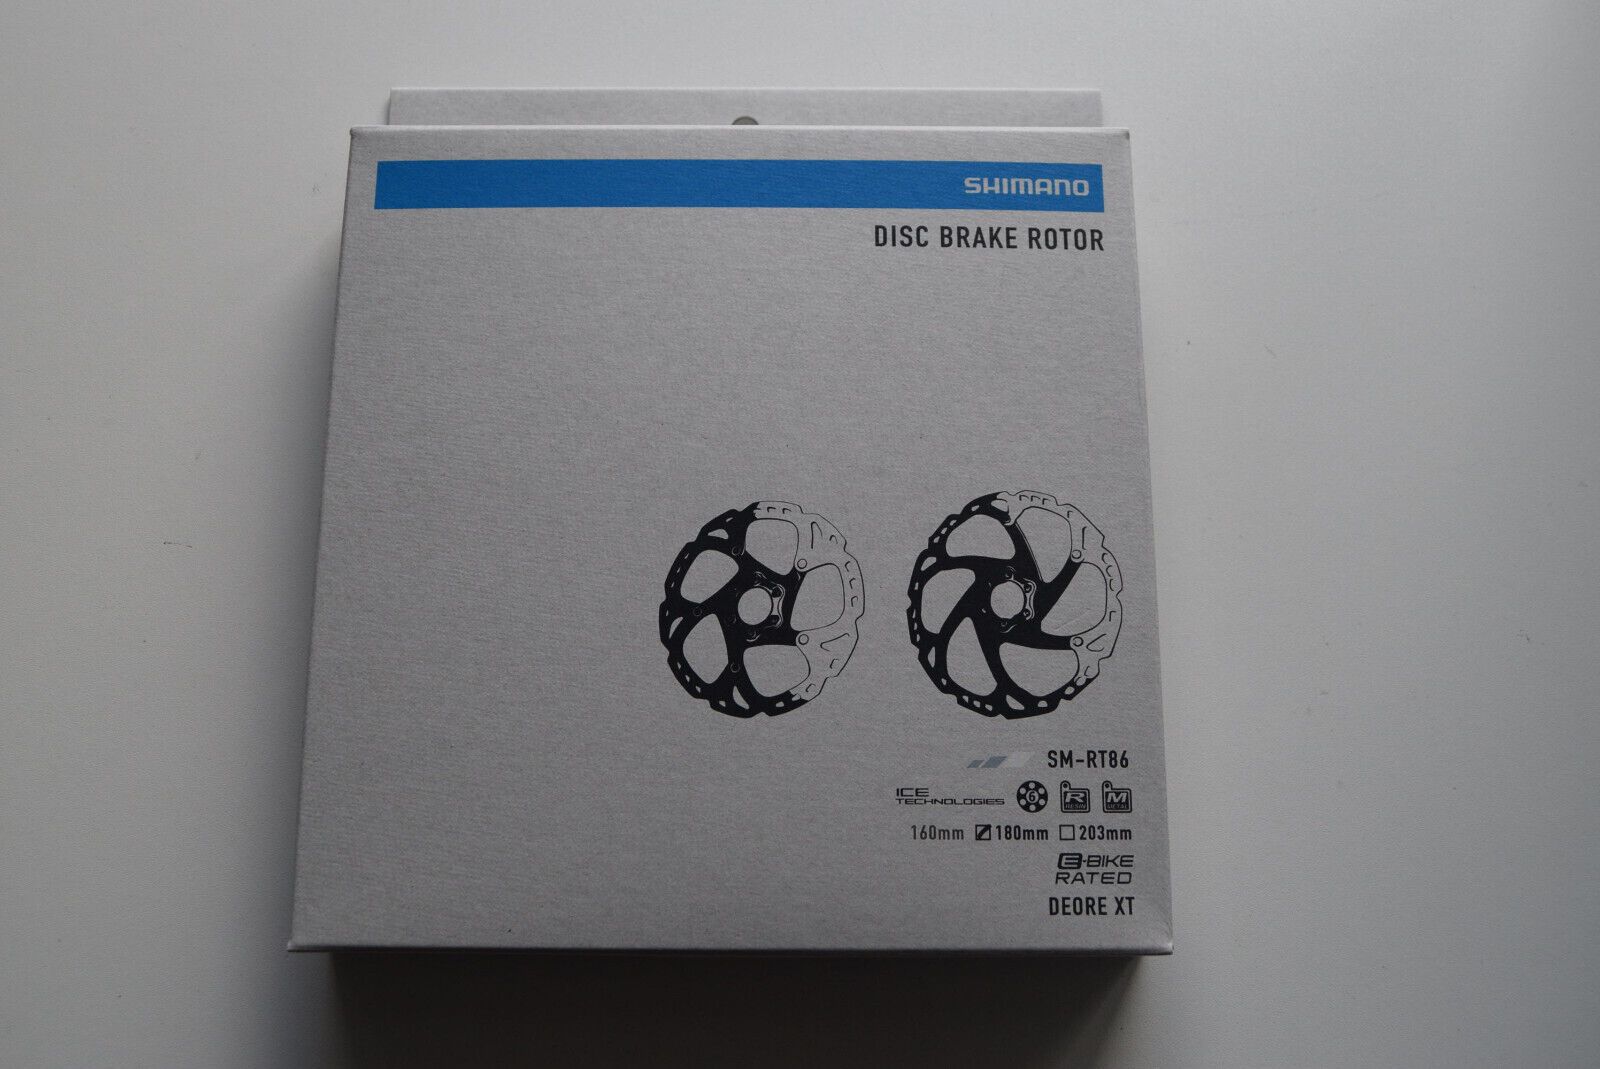 SHIMANO
DISC BRAKE ROTOR
SM-RT86
ICE TECHNOLOGIES 6 R RESIN M METAL
160mm 180mm 203mm
E-BIKE
RATED
DEORE XT